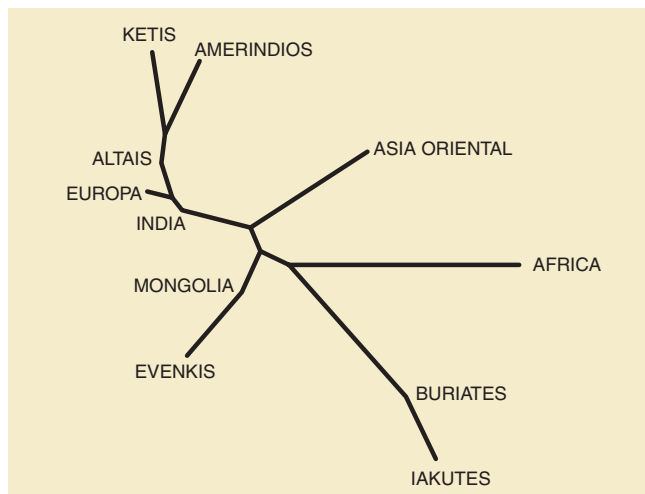 KETIS
AMERINDIOS
ASIA ORIENTAL
ALTAIS
EUROPA
INDIA
AFRICA
MONGOLIA
EVENKIS
BURIATES
IAKUTES